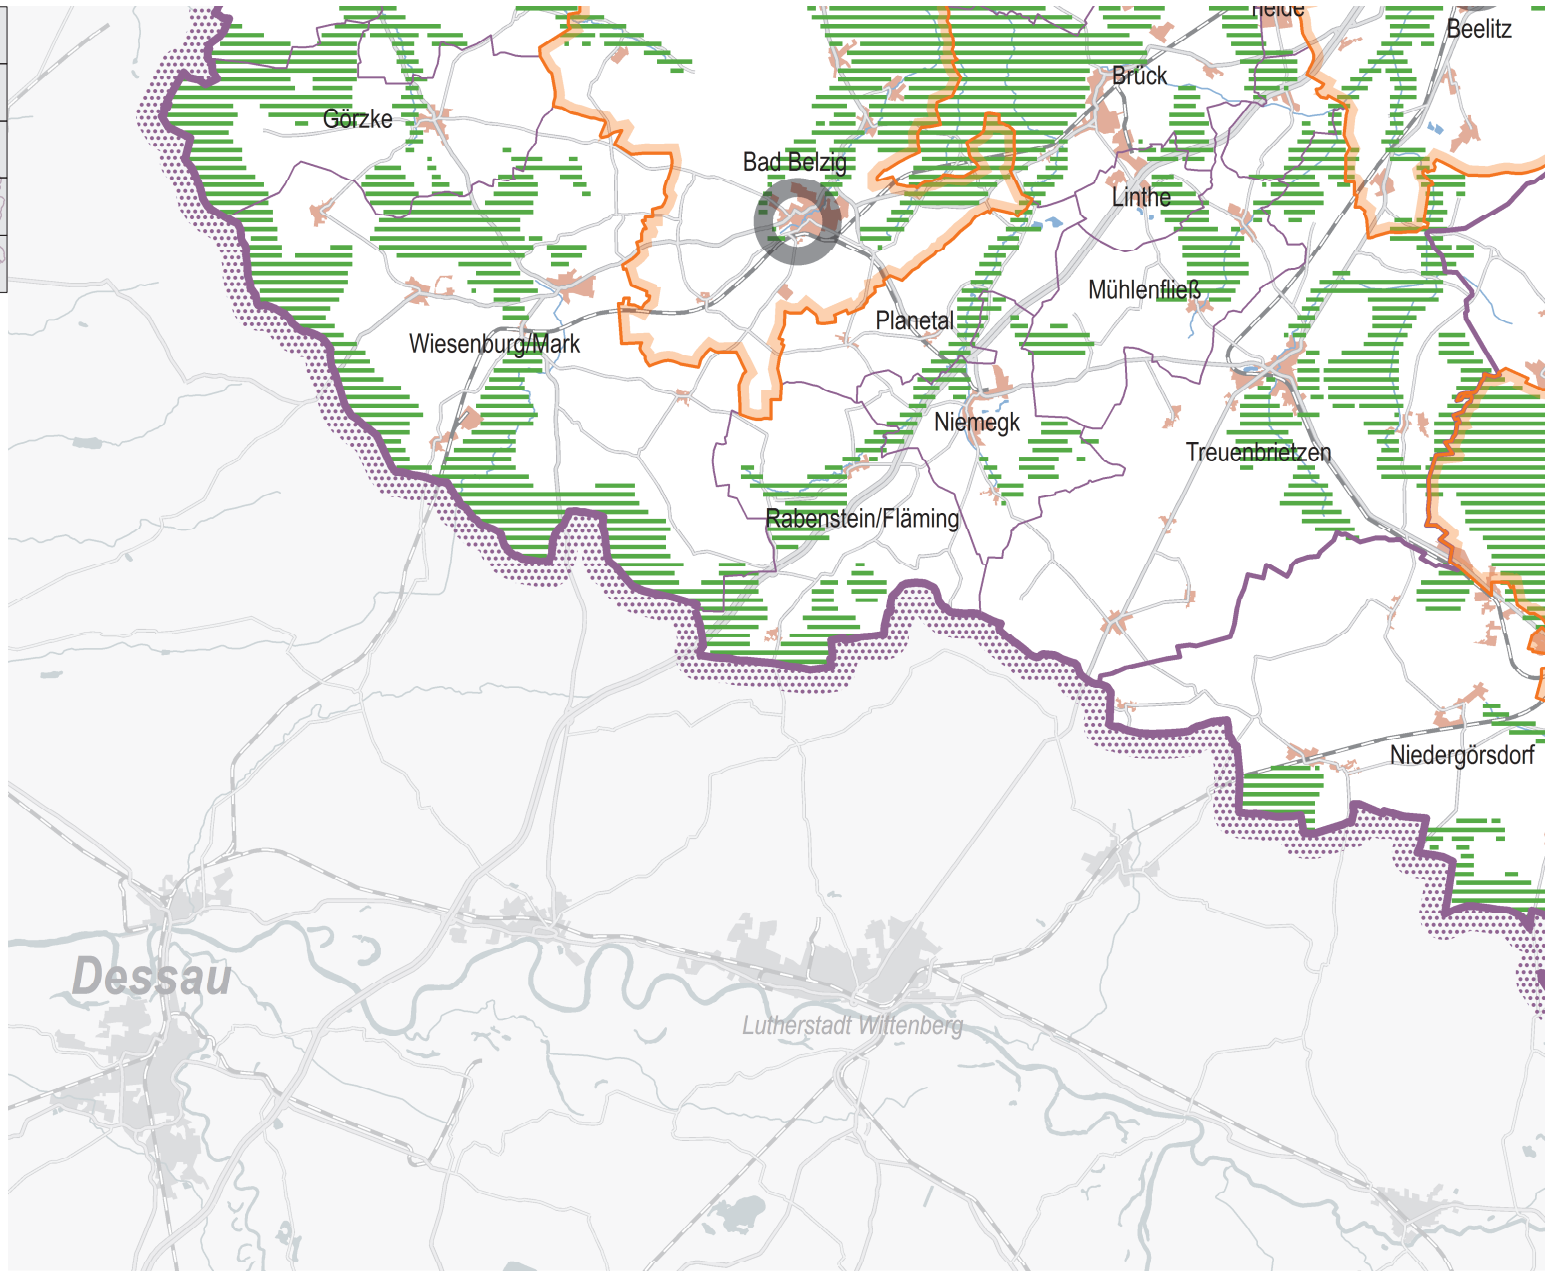 Beelitz
Brück
Görzke
Bad Belzig
Linthe
Mühlenfließ
Planetal
Wiesenburg/Mark
Niemegk
Treuenbrietzen
Rabenstein/Fläming
Niedergörsdorf
Dessau
Lutherstadt Wittenberg